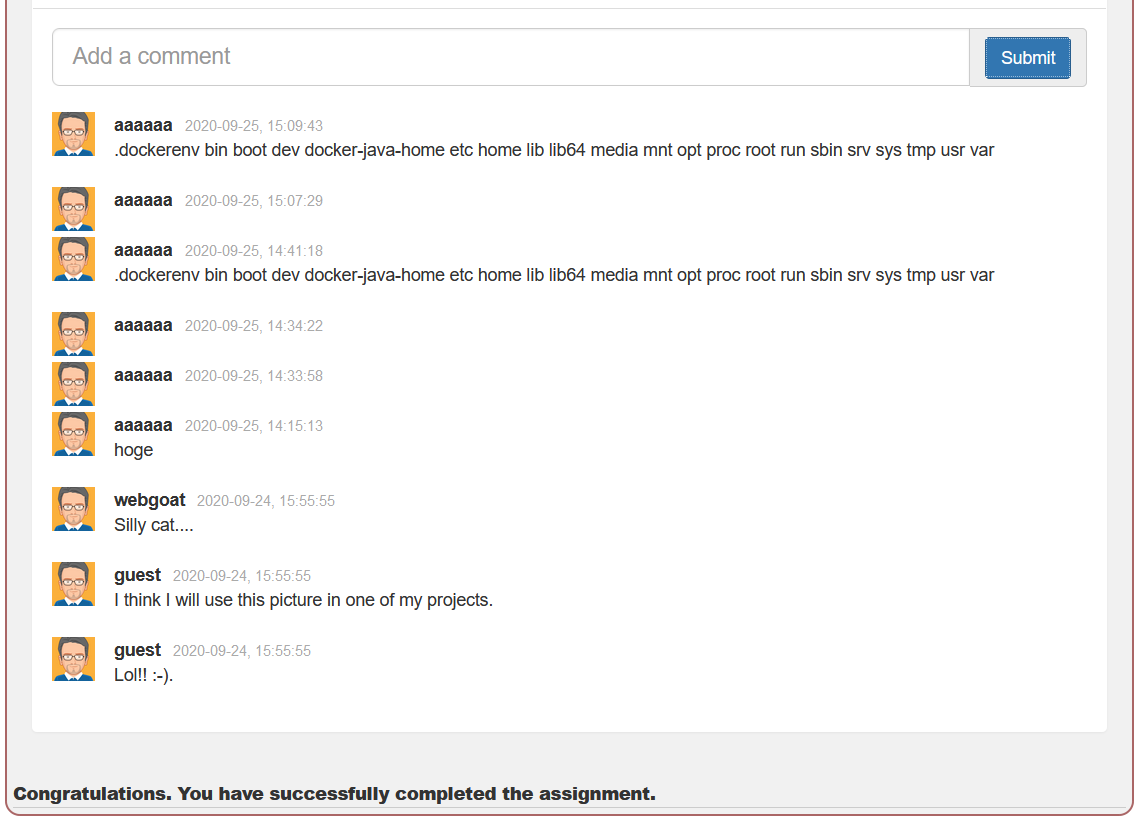 Add a comment
Submit
aaaaaa 2020-09-25, 15:09:43
.dockerenv bin boot dev docker-java-home etc home lib lib64 media mnt opt proc root run sbin srv sys tmp usr var
aaaaaa 2020-09-25, 15:07:29
aaaaaa 2020-09-25, 14:41:18
.dockerenv bin boot dev docker-java-home etc home lib lib64 media mnt opt proc root run sbin srv sys tmp usr var
aaaaaa 2020-09-25, 14:34:22
aaaaaa 2020-09-25, 14:33:58
aaaaaa 2020-09-25, 14:15:13
hoge
webgoat 2020-09-24, 15:55:55
Silly cat....
guest 2020-09-24, 15:55:55
I think I will use this picture in one of my projects.
guest 2020-09-24, 15:55:55
Lol!! :-).
Congratulations. You have successfully completed the assignment.